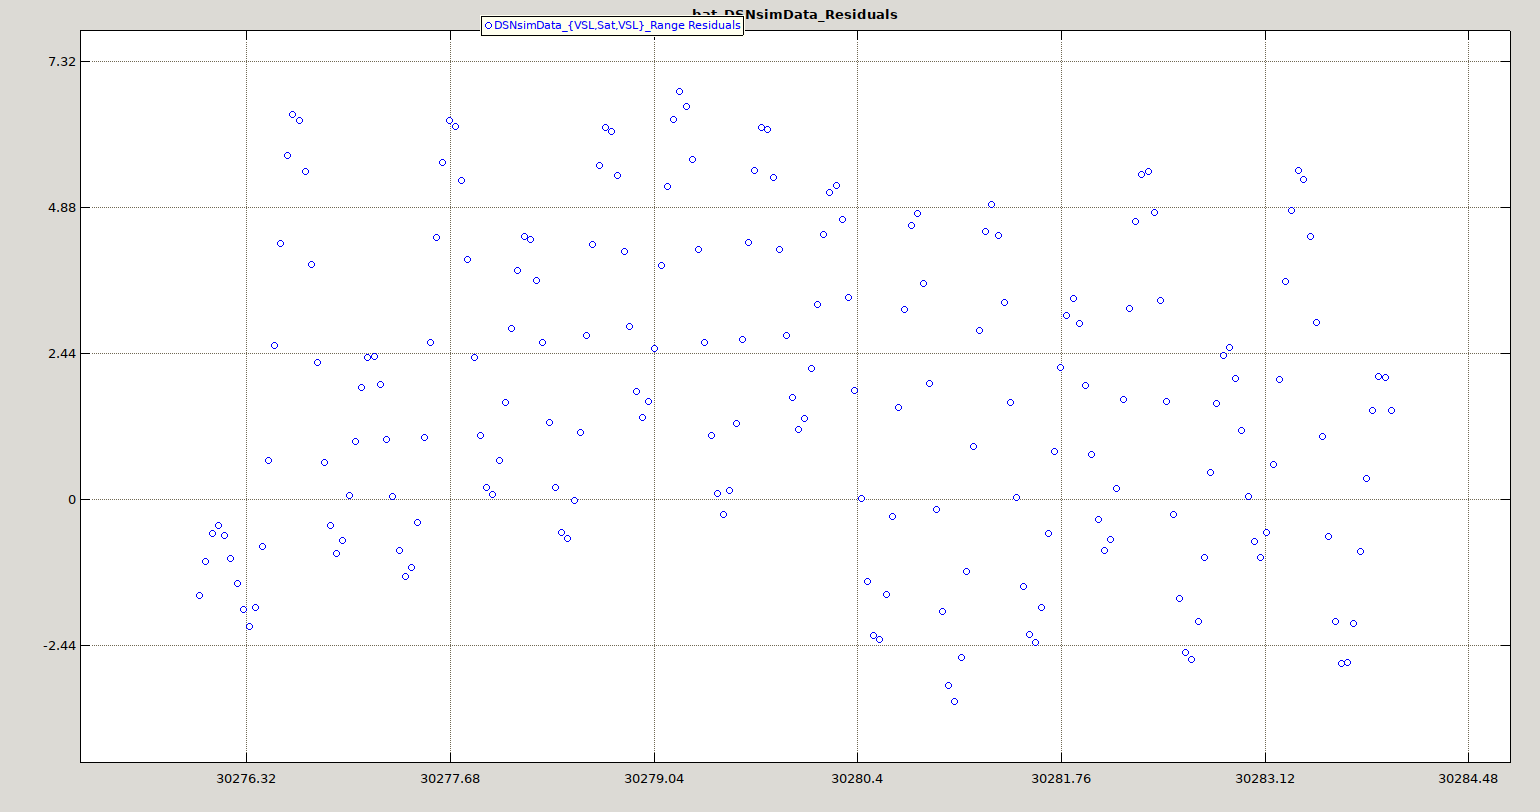 bat_DSNsimData_Residuals
DSNsimData_{VSL,Sat,VSL}_Range Residuals
7.32
4.88
2.44
0
-2.44
30276.32 30277.68 30279.04 30280.4 30281.76 30283.12 30284.48